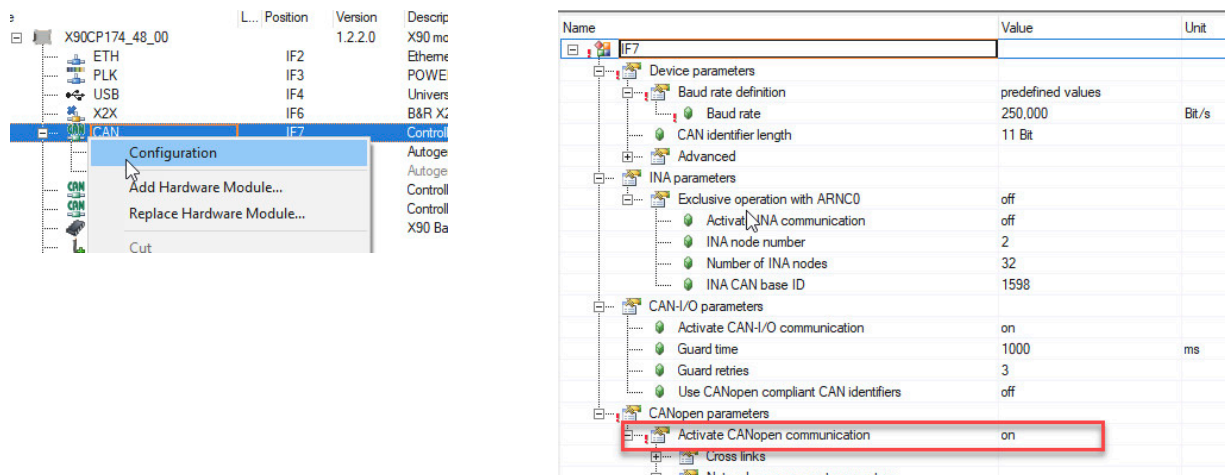 L... Position Version Descrip
X90CP174_48_00 1.2.2.0 X90 mo
ETH IF2 Etherne
PLK IF3 POWE
USB IF4 Univers
X2X IF6 B&R X2
CAN IF7 Controll
Configuration Autoge
Autoge
Add Hardware Module... Controll
Replace Hardware Module... Controll
X90 Ba
Cut
Name Value Unit
IF7
Device parameters
Baud rate definition predefined values
Baud rate 250,000 Bit/s
CAN identifier length 11 Bit
Advanced
INA parameters
Exclusive operation with ARNC0 off
Activate INA communication off
INA node number 2
Number of INA nodes 32
INA CAN base ID 1598
CAN-I/O parameters
Activate CAN-I/O communication on
Guard time 1000 ms
Guard retries 3
Use CANopen compliant CAN identifiers off
CANopen parameters
Activate CANopen communication on
Cross links